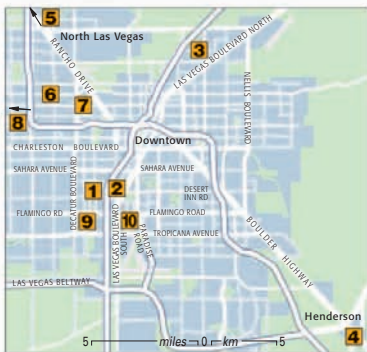 5
North Las Vegas
3
LAS VEGAS BOULEVARD NORTH
RANCHO DRIVE
NELLIS BOULEVARD
6
7
8
Downtown
CHARLESTON BOULEVARD
SAHARA AVENUE
SAHARA AVENUE
DECATUR BOULEVARD
1
2
DESERT
INN RD
FLAMINGO RD
FLAMINGO ROAD
9
10
LAS VEGAS BOULEVARD
SOUTH
PARADISE
ROAD
TROPICANA AVENUE
BOULDER HIGHWAY
LAS VEGAS BELTWAY
Henderson
4
5 miles 0 km 5